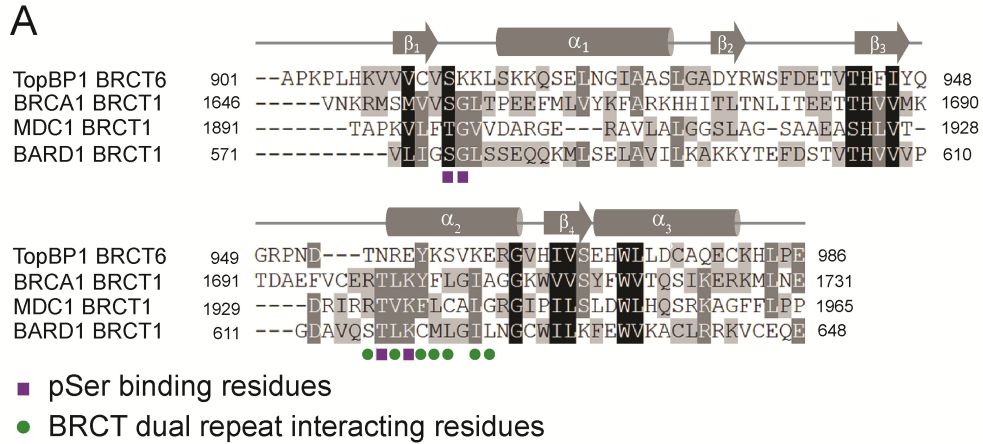 A
β1 α1 β2 β3
TopBP1 BRCT6 901 --APKPLHKVVVCVSKKLSKKQSELNGIAASLGADYRWSFDETVTHFIYQ 948
BRCA1 BRCT1 1646 -----VNKRMSMVVSGLTPEEFMLVYKFARKHHITLTNLITEETTHVVMK 1690
MDC1 BRCT1 1891 -------TAPKVLFTGVVDARGE---RAVLALGGSLAG-SAAEASHLVT- 1928
BARD1 BRCT1 571 ----------VLIGSGLSSEQQKMLSELAVILKAKKYTEFDSTVTHVVVP 610
α2 β4 α3
TopBP1 BRCT6 949 GRPND---TNREYKSVKERGVHIVSEHWLLDCAQECKHLPE 986
BRCA1 BRCT1 1691 TDAEFVCERTLKYFLGIAGGKWVVSYFWVTQSIKERKMLNE 1731
MDC1 BRCT1 1929 ----DRIRRTVKFLCALGRGIPILSLDWLHQSRKAGFFLPP 1965
BARD1 BRCT1 611 ---GDAVQSTLKCMLGILNGCWILKFEWVKACLRRKVCEQE 648
pSer binding residues
BRCT dual repeat interacting residues